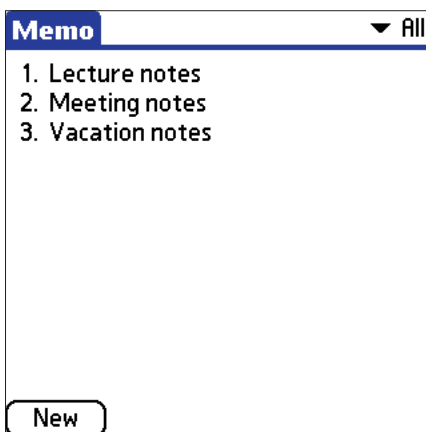 Memo
All
1. Lecture notes
2. Meeting notes
3. Vacation notes
New